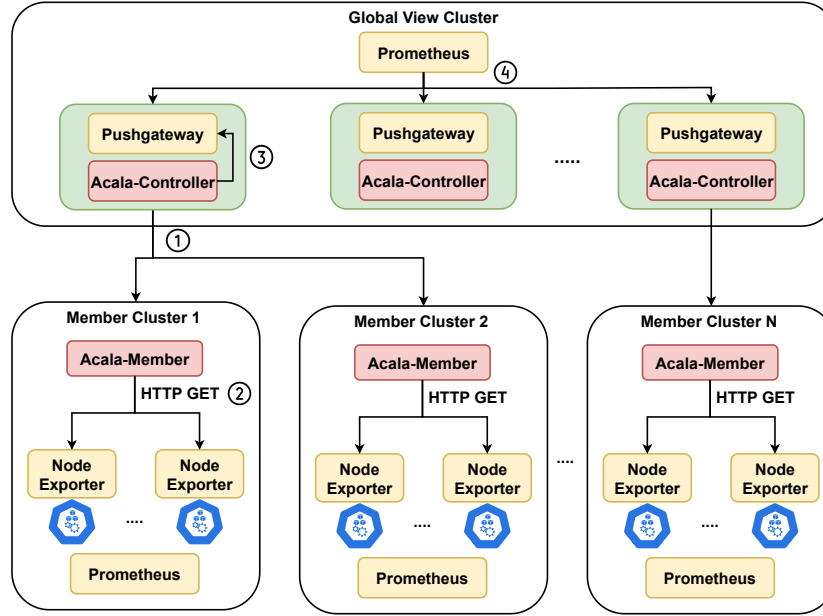 Global View Cluster
Prometheus
④
Pushgateway
Acala-Controller
③
Pushgateway
Acala-Controller
.....
Pushgateway
Acala-Controller
①
Member Cluster 1
Acala-Member
HTTP GET ②
Node
Exporter
Node
Exporter
....
Prometheus
Member Cluster 2
Acala-Member
HTTP GET
Node
Exporter
Node
Exporter
....
Prometheus
....
Member Cluster N
Acala-Member
HTTP GET
Node
Exporter
Node
Exporter
....
Prometheus